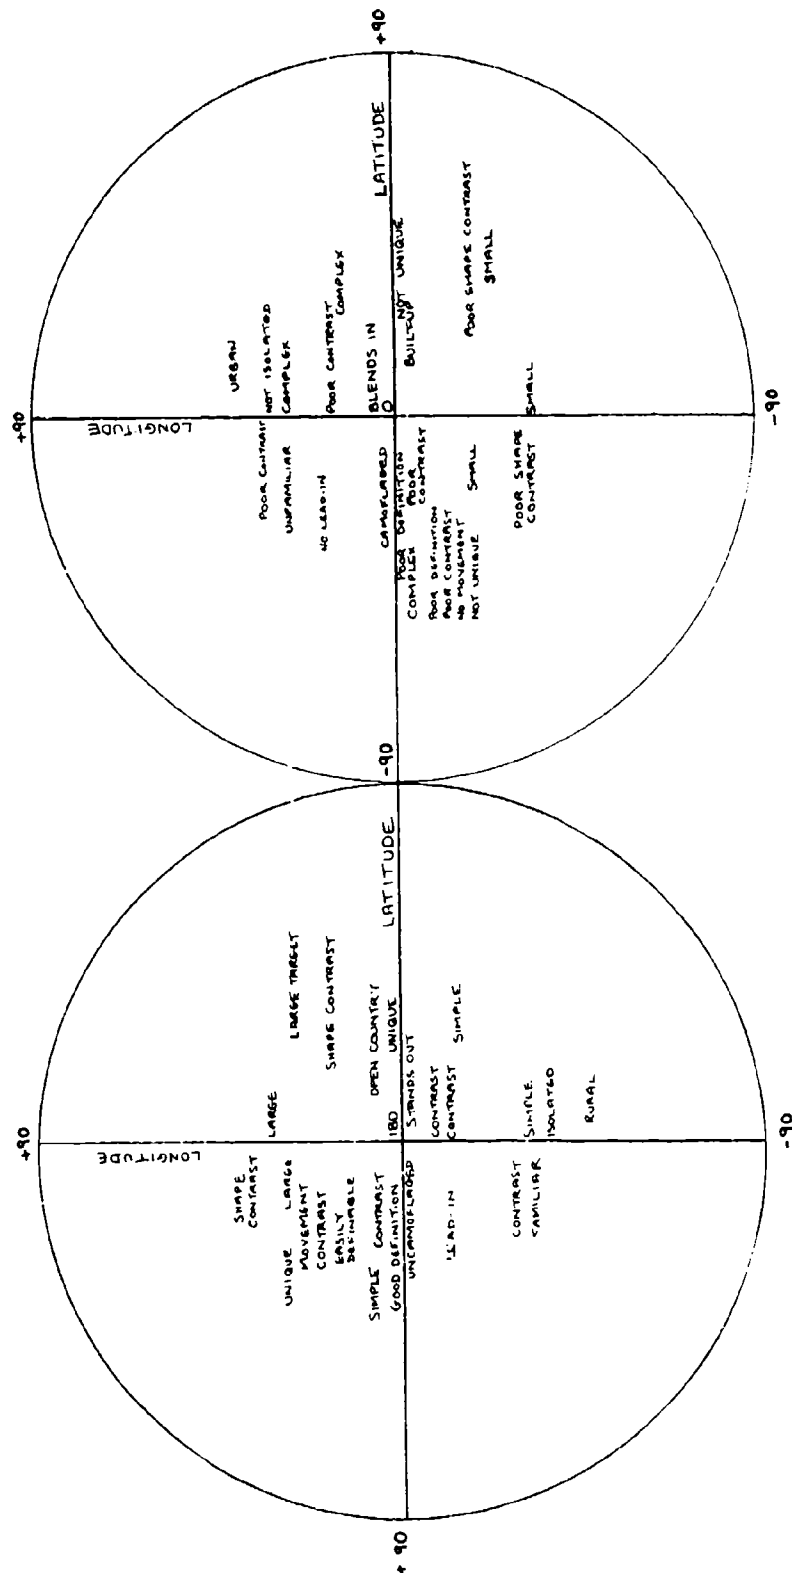 +90
LONGITUDE
SHAPE
CONTRAST
LARGE
UNIQUE LARGE
MOVEMENT
CONTRAST
EASILY
DEFINABLE
LARGE TARGET
SHAPE CONTRAST
SIMPLE CONTRAST
GOOD DEFINITION
OPEN COUNTRY
180
UNIQUE
LATITUDE
+90
UNCAMOFLAGED
STANDS OUT
CONTRAST
CONTRAST
LEAD-IN
SIMPLE
CONTRAST
FAMILIAR
SIMPLE
ISOLATED
RURAL
-90
+90
LONGITUDE
URBAN
POOR CONTRAST
NOT ISOLATED
UNFAMILIAR
COMPLEX
NO LEAD-IN
POOR CONTRAST
COMPLEX
-90
CAMOFLAGED
BLENDS IN
0
LATITUDE
+90
POOR DEFINITION
COMPLEX
POOR
CONTRAST
NOT UNIQUE
BUILT-UP
POOR DEFINITION
POOR CONTRAST
NO MOVEMENT
NOT UNIQUE
SMALL
POOR SHAPE CONTRAST
SMALL
POOR SHAPE
CONTRAST
SMALL
-90